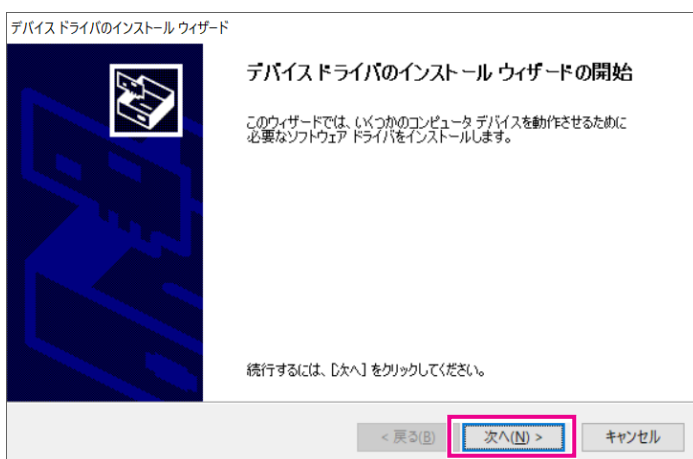 デバイス ドライバのインストール ウィザード
デバイス ドライバのインストール ウィザードの開始
このウィザードでは、いくつかのコンピュータ デバイスを動作させるために
必要なソフトウェア ドライバをインストールします。
続行するには、[次へ] をクリックしてください。
< 戻る(B)
次へ(N) >
キャンセル